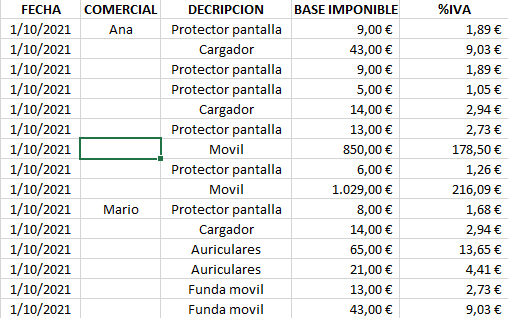 FECHA COMERCIAL DECRIPCION BASE IMPONIBLE %IVA
1/10/2021 Ana Protector pantalla 9,00 € 1,89 €
1/10/2021 Cargador 43,00 € 9,03 €
1/10/2021 Protector pantalla 9,00 € 1,89 €
1/10/2021 Protector pantalla 5,00 € 1,05 €
1/10/2021 Cargador 14,00 € 2,94 €
1/10/2021 Protector pantalla 13,00 € 2,73 €
1/10/2021 Movil 850,00 € 178,50 €
1/10/2021 Protector pantalla 6,00 € 1,26 €
1/10/2021 Movil 1.029,00 € 216,09 €
1/10/2021 Mario Protector pantalla 8,00 € 1,68 €
1/10/2021 Cargador 14,00 € 2,94 €
1/10/2021 Auriculares 65,00 € 13,65 €
1/10/2021 Auriculares 21,00 € 4,41 €
1/10/2021 Funda movil 13,00 € 2,73 €
1/10/2021 Funda movil 43,00 € 9,03 €